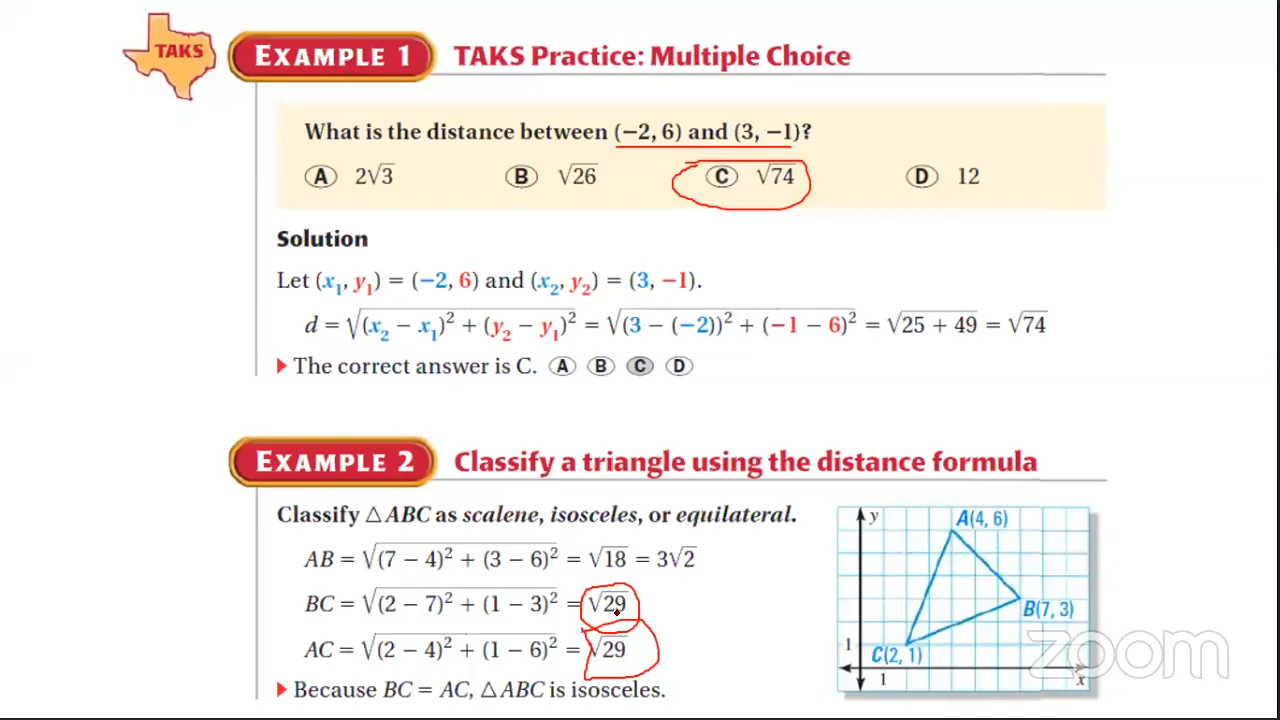 TAKS
EXAMPLE 1 TAKS Practice: Multiple Choice
What is the distance between (−2, 6) and (3, −1)?
A 2√3 B √26 C √74 D 12
Solution
Let (x₁, y₁) = (−2, 6) and (x₂, y₂) = (3, −1).
d = √(x₂ − x₁)² + (y₂ − y₁)² = √(3 − (−2))² + (−1 − 6)² = √25 + 49 = √74
The correct answer is C. A B C D
EXAMPLE 2 Classify a triangle using the distance formula
Classify △ABC as scalene, isosceles, or equilateral.
AB = √(7 − 4)² + (3 − 6)² = √18 = 3√2
BC = √(2 − 7)² + (1 − 3)² = √29
AC = √(2 − 4)² + (1 − 6)² = √29
Because BC = AC, △ABC is isosceles.
y
A(4, 6)
B(7, 3)
C(2, 1)
1
1
x
zoom